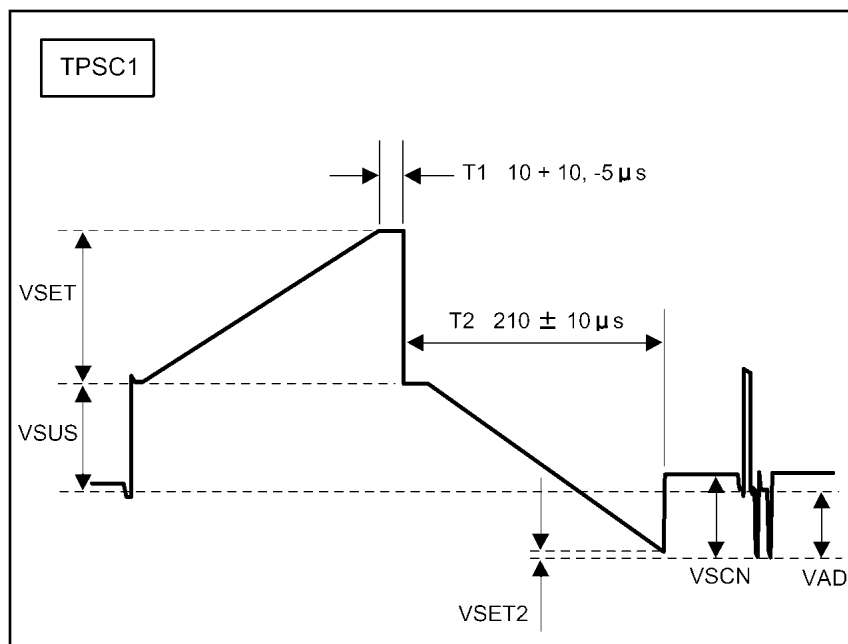 TPSC1
T1 10 + 10, -5 μs
VSET
T2 210 ± 10 μs
VSUS
VSCN
VAD
VSET2